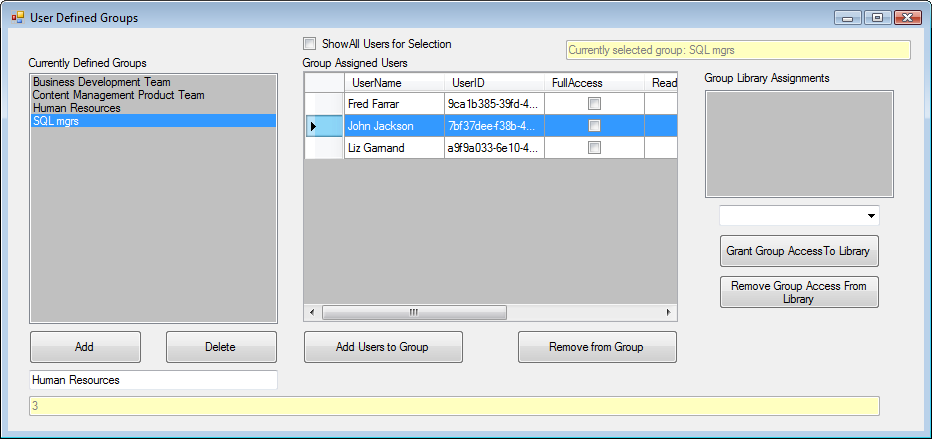 User Defined Groups
ShowAll Users for Selection
Currently selected group: SQL mgrs
Currently Defined Groups
Group Assigned Users
Group Library Assignments
Business Development Team
Content Management Product Team
Human Resources
SQL mgrs
UserName UserID FullAccess Read
Fred Farrar 9ca1b385-39fd-4...
John Jackson 7bf37dee-f38b-4...
Liz Gamand a9f9a033-6e10-4...
Grant Group AccessTo Library
Remove Group Access From
Library
Add
Delete
Add Users to Group
Remove from Group
Human Resources
3